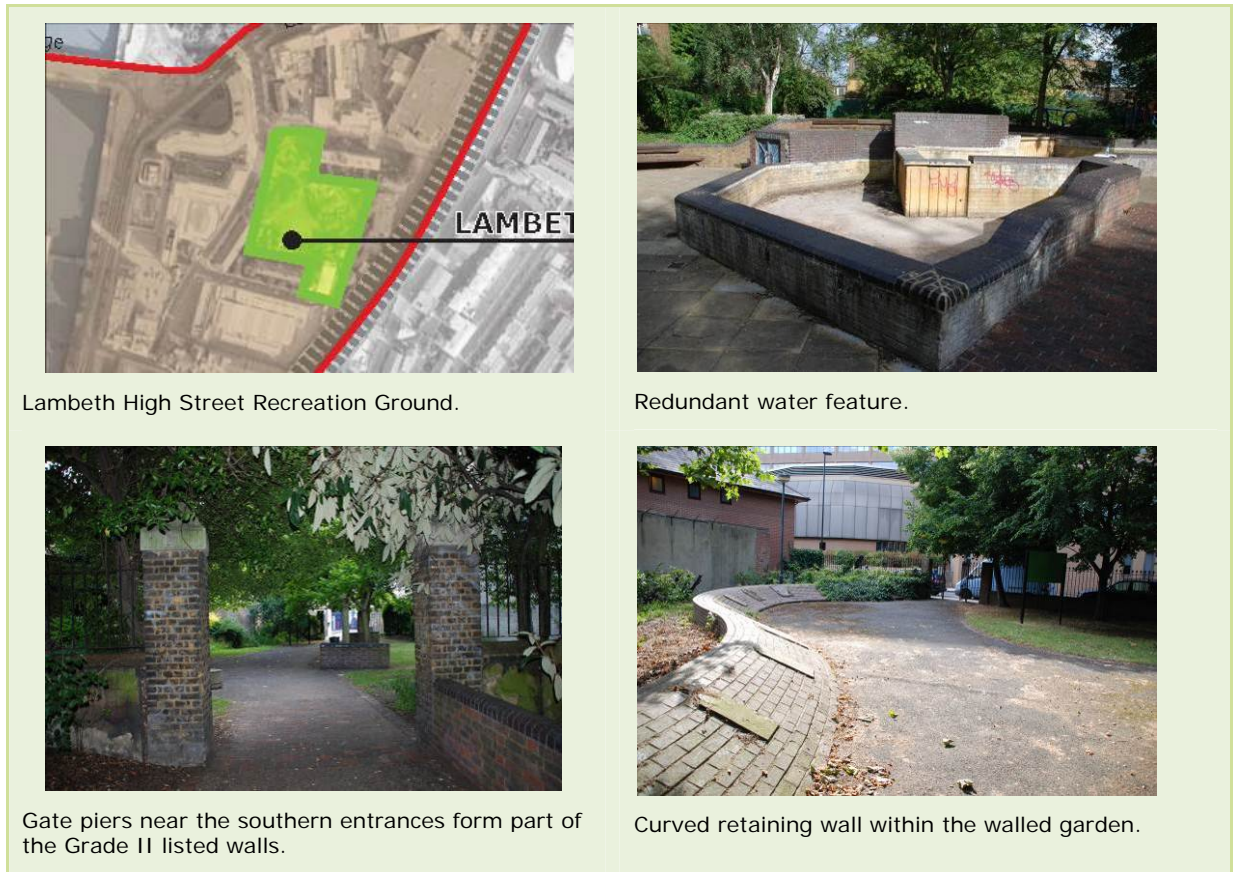 ge
LAMBET
Lambeth High Street Recreation Ground.
Redundant water feature.
Gate piers near the southern entrances form part of
the Grade II listed walls.
Curved retaining wall within the walled garden.